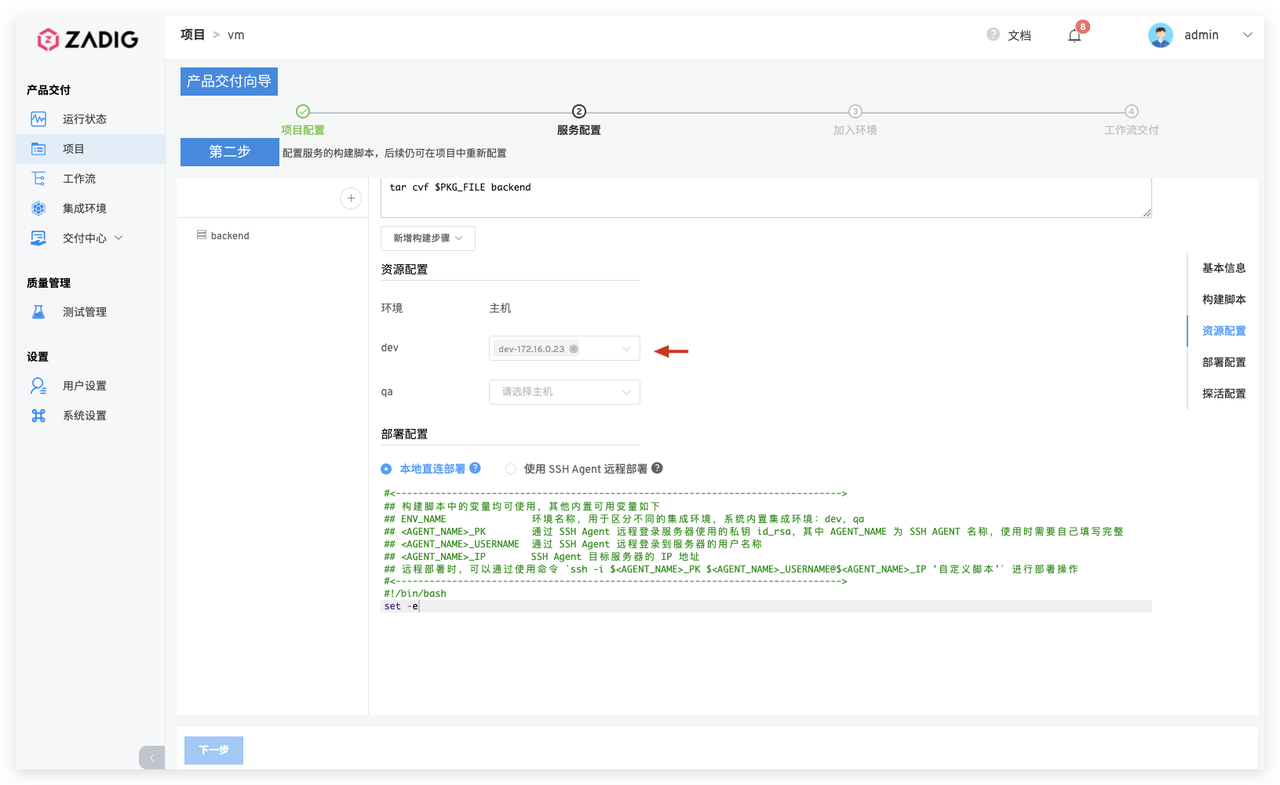 ZADIG
项目 > vm
文档
8
admin
产品交付
运行状态
项目
工作流
集成环境
交付中心
质量管理
测试管理
设置
用户设置
系统设置
产品交付向导
2
3
4
项目配置
服务配置
加入环境
工作流交付
第二步
配置服务的构建脚本，后续仍可在项目中重新配置
+
backend
tar cvf $PKG_FILE backend
新增构建步骤
资源配置
环境 主机
dev dev-172.16.0.23
qa 请选择主机
部署配置
本地直连部署 ? 使用 SSH Agent 远程部署 ?
#<------------------------------------------------------------------------------->
## 构建脚本中的变量均可使用，其他内置可用变量如下
## ENV_NAME 环境名称，用于区分不同的集成环境，系统内置集成环境：dev，qa
## <AGENT_NAME>_PK 通过 SSH Agent 远程登录服务器使用的私钥 id_rsa，其中 AGENT_NAME 为 SSH AGENT 名称，使用时需要自己填写完整
## <AGENT_NAME>_USERNAME 通过 SSH Agent 远程登录到服务器的用户名称
## <AGENT_NAME>_IP SSH Agent 目标服务器的 IP 地址
## 远程部署时，可以通过使用命令 `ssh -i $<AGENT_NAME>_PK $<AGENT_NAME>_USERNAME@$<AGENT_NAME>_IP '自定义脚本'` 进行部署操作
#<------------------------------------------------------------------------------->
#!/bin/bash
set -e
基本信息
构建脚本
资源配置
部署配置
探活配置
下一步